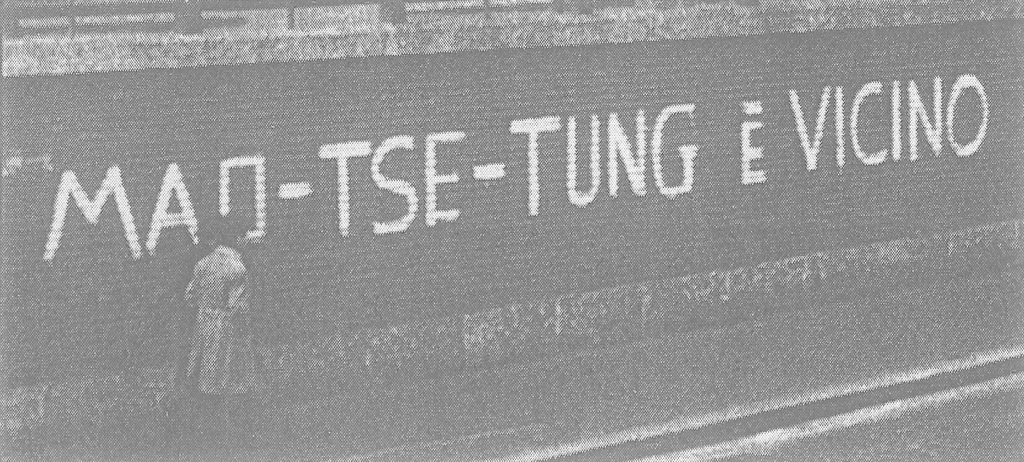 MAO-TSE-TUNG È VICINO